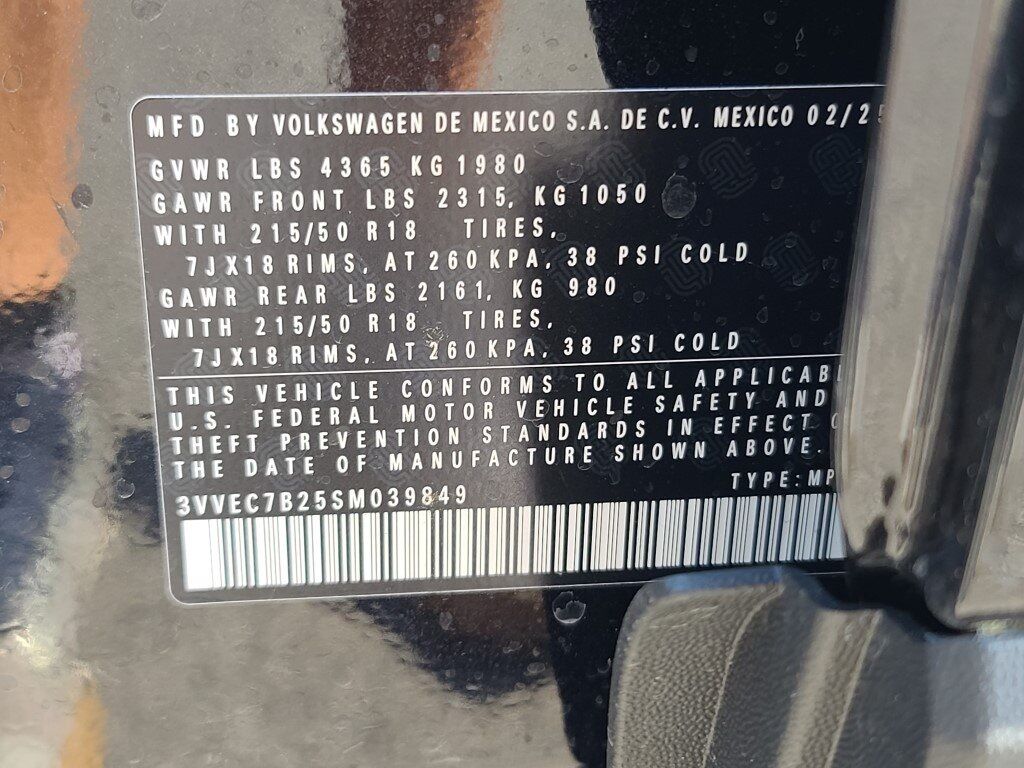 MFD BY VOLKSWAGEN DE MEXICO S.A. DE C.V. MEXICO 02/25
GVWR LBS 4365 KG 1980
GAWR FRONT LBS 2315, KG 1050
WITH 215/50 R18 TIRES,
7JX18 RIMS, AT 260 KPA, 38 PSI COLD
GAWR REAR LBS 2161, KG 980
WITH 215/50 R18 TIRES,
7JX18 RIMS, AT 260 KPA, 38 PSI COLD
THIS VEHICLE CONFORMS TO ALL APPLICABL
U.S. FEDERAL MOTOR VEHICLE SAFETY AND
THEFT PREVENTION STANDARDS IN EFFECT
THE DATE OF MANUFACTURE SHOWN ABOVE.
TYPE: MP
3VVEC7B25SM039849